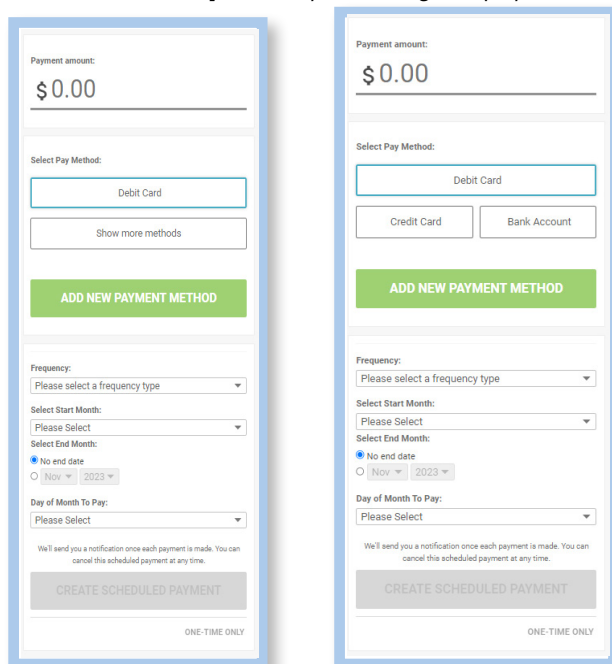 Payment amount:
$ 0.00
Select Pay Method:
Debit Card
Show more methods
ADD NEW PAYMENT METHOD
Frequency:
Please select a frequency type
Select Start Month:
Please Select
Select End Month:
No end date
Nov 2023
Day of Month To Pay:
Please Select
We'll send you a notification once each payment is made. You can
cancel this scheduled payment at any time.
CREATE SCHEDULED PAYMENT
ONE-TIME ONLY
Payment amount:
$ 0.00
Select Pay Method:
Debit Card
Credit Card Bank Account
ADD NEW PAYMENT METHOD
Frequency:
Please select a frequency type
Select Start Month:
Please Select
Select End Month:
No end date
Nov 2023
Day of Month To Pay:
Please Select
We'll send you a notification once each payment is made. You can
cancel this scheduled payment at any time.
CREATE SCHEDULED PAYMENT
ONE-TIME ONLY